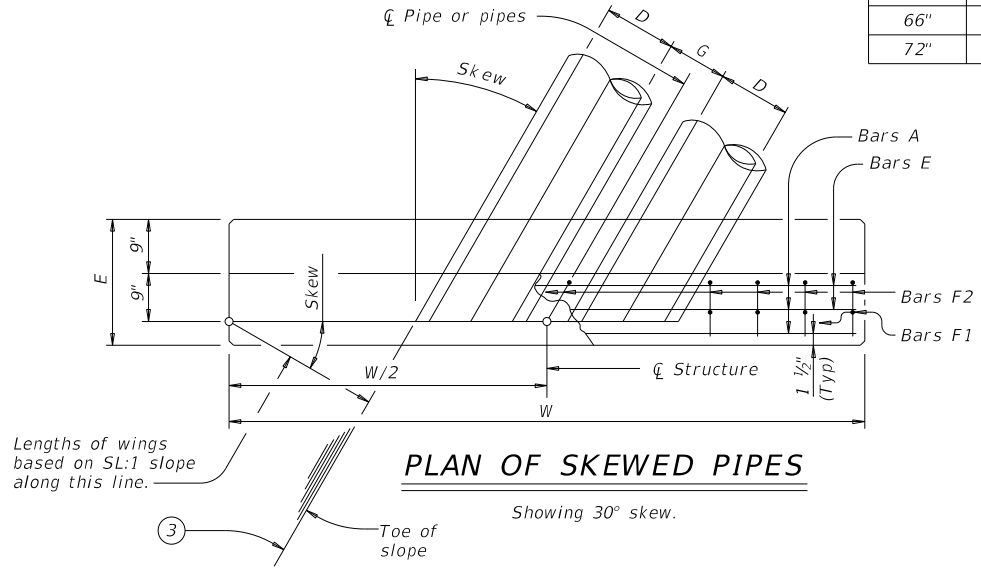 ℄ Pipe or pipes
D
G
D
66"
72"
Skew
Bars A
Bars E
E
9"
9"
Skew
Bars F2
Bars F1
1 ½"
(Typ)
W/2
℄ Structure
W
Lengths of wings
based on SL:1 slope
along this line.
3
Toe of
slope
PLAN OF SKEWED PIPES
Showing 30° skew.